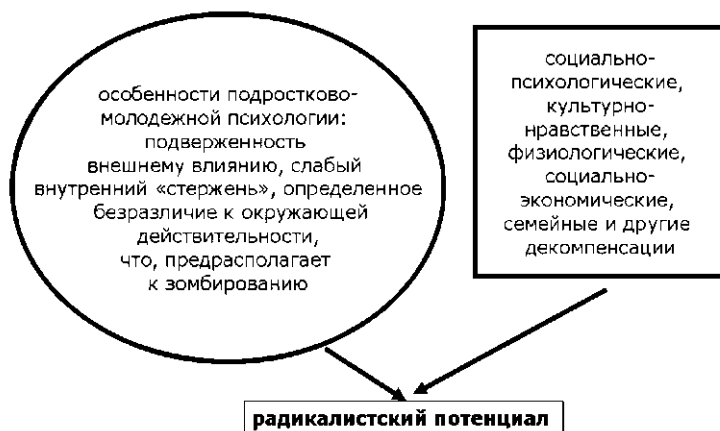 особенности подростково-
молодежной психологии:
подверженность
внешнему влиянию, слабый
внутренний «стержень», определенное
безразличие к окружающей
действительности,
что, предрасполагает
к зомбированию
социально-
психологические,
культурно-
нравственные,
физиологические,
социально-
экономические,
семейные и другие
декомпенсации
радикалистский потенциал